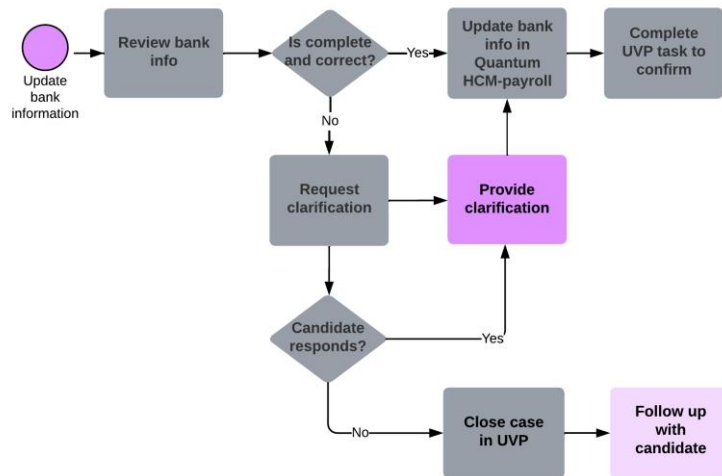 Update
bank
information
Review bank
info
Is complete
and correct?
Yes
Update bank
info in
Quantum
HCM-payroll
Complete
UVP task to
confirm
No
Request
clarification
Provide
clarification
Candidate
responds?
Yes
No
Close case
in UVP
Follow up
with
candidate